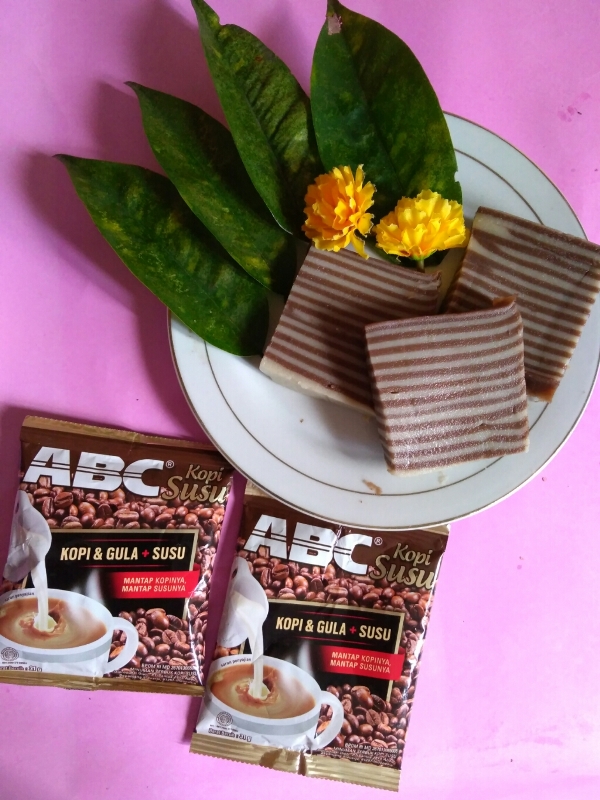 ABC®
Kopi
Susu
KOPI & GULA + SUSU
MANTAP KOPINYA,
MANTAP SUSUNYA
ABC®
Kopi
Susu
KOPI & GULA + SUSU
MANTAP KOPINYA,
MANTAP SUSUNYA